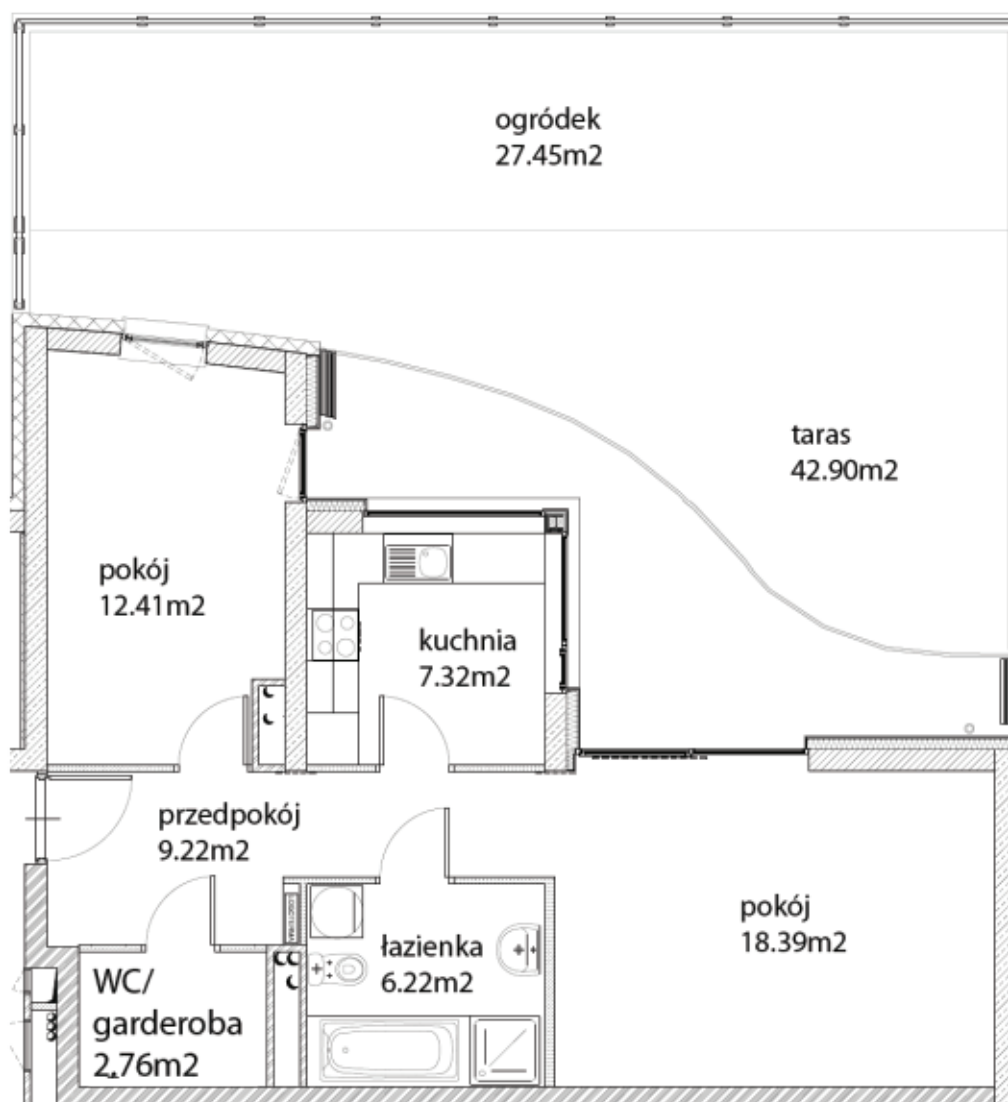 ogródek
27.45m2
taras
42.90m2
pokój
12.41m2
kuchnia
7.32m2
przedpokój
9.22m2
pokój
18.39m2
łazienka
6.22m2
WC/
garderoba
2.76m2